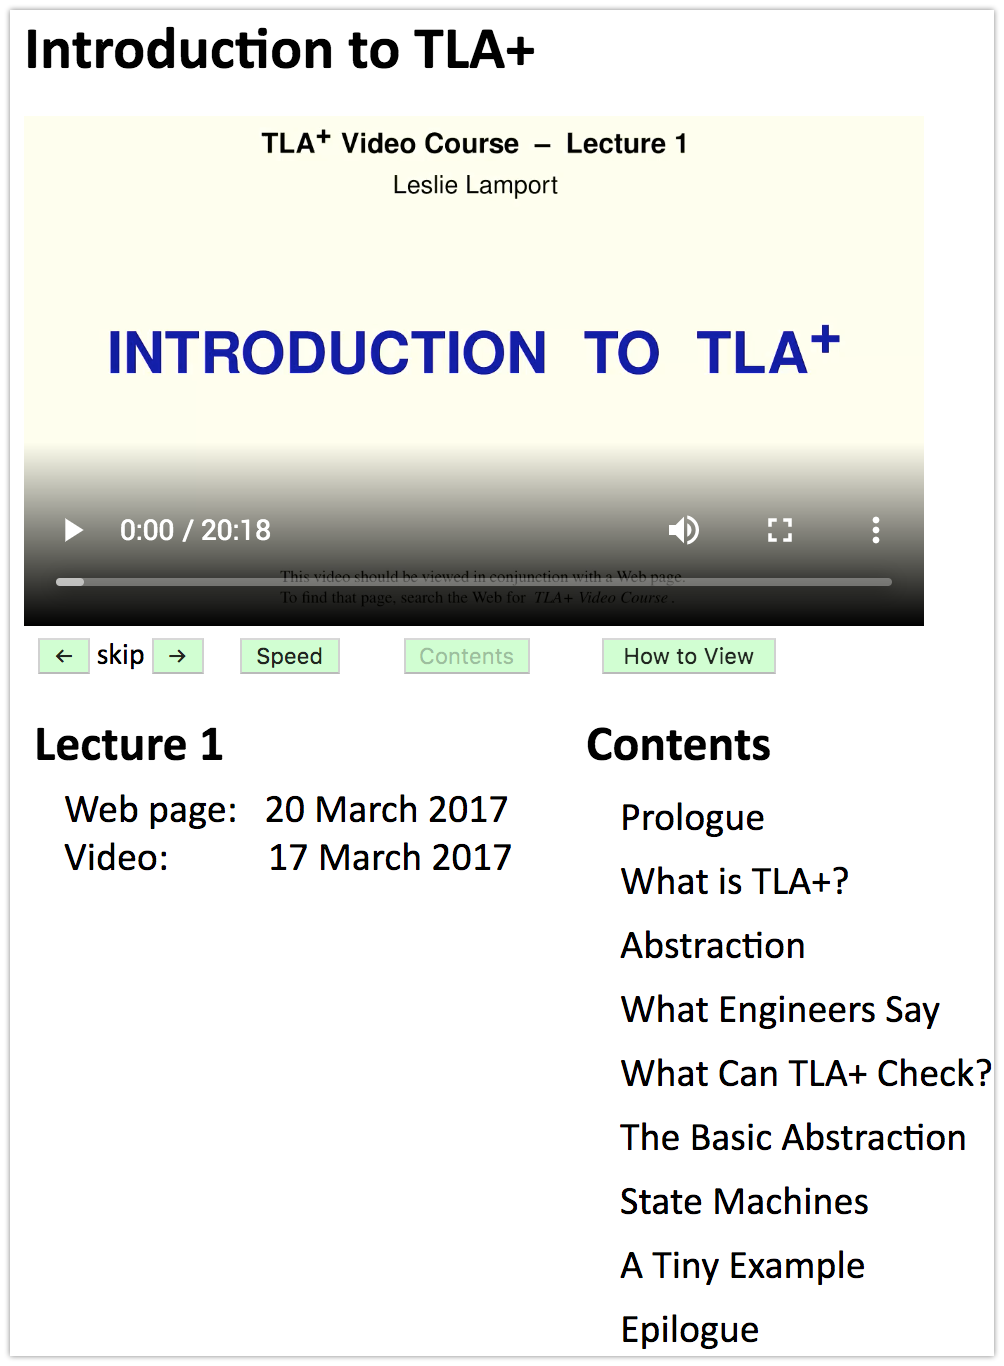 Introduction to TLA+
TLA+ Video Course – Lecture 1
Leslie Lamport
INTRODUCTION TO TLA+
0:00 / 20:18
This video should be viewed in conjunction with a Web page.
To find that page, search the Web for TLA+ Video Course .
← skip →
Speed
Contents
How to View
Lecture 1
Web page: 20 March 2017
Video: 17 March 2017
Contents
Prologue
What is TLA+?
Abstraction
What Engineers Say
What Can TLA+ Check?
The Basic Abstraction
State Machines
A Tiny Example
Epilogue